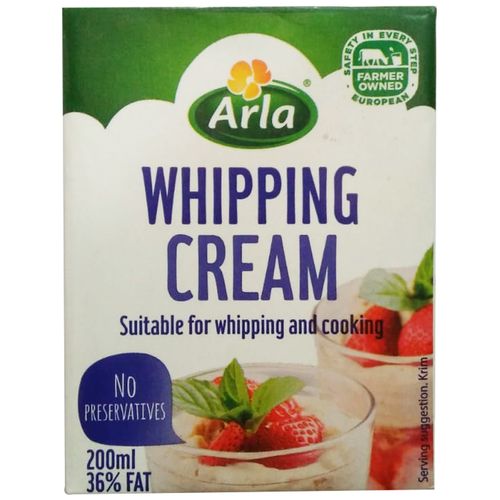 SAFETY IN EVERY STEP
FARMER
OWNED
EUROPEAN
Arla®
WHIPPING
CREAM
Suitable for whipping and cooking
No
PRESERVATIVES
200ml
36% FAT
Serving suggestion. Krim